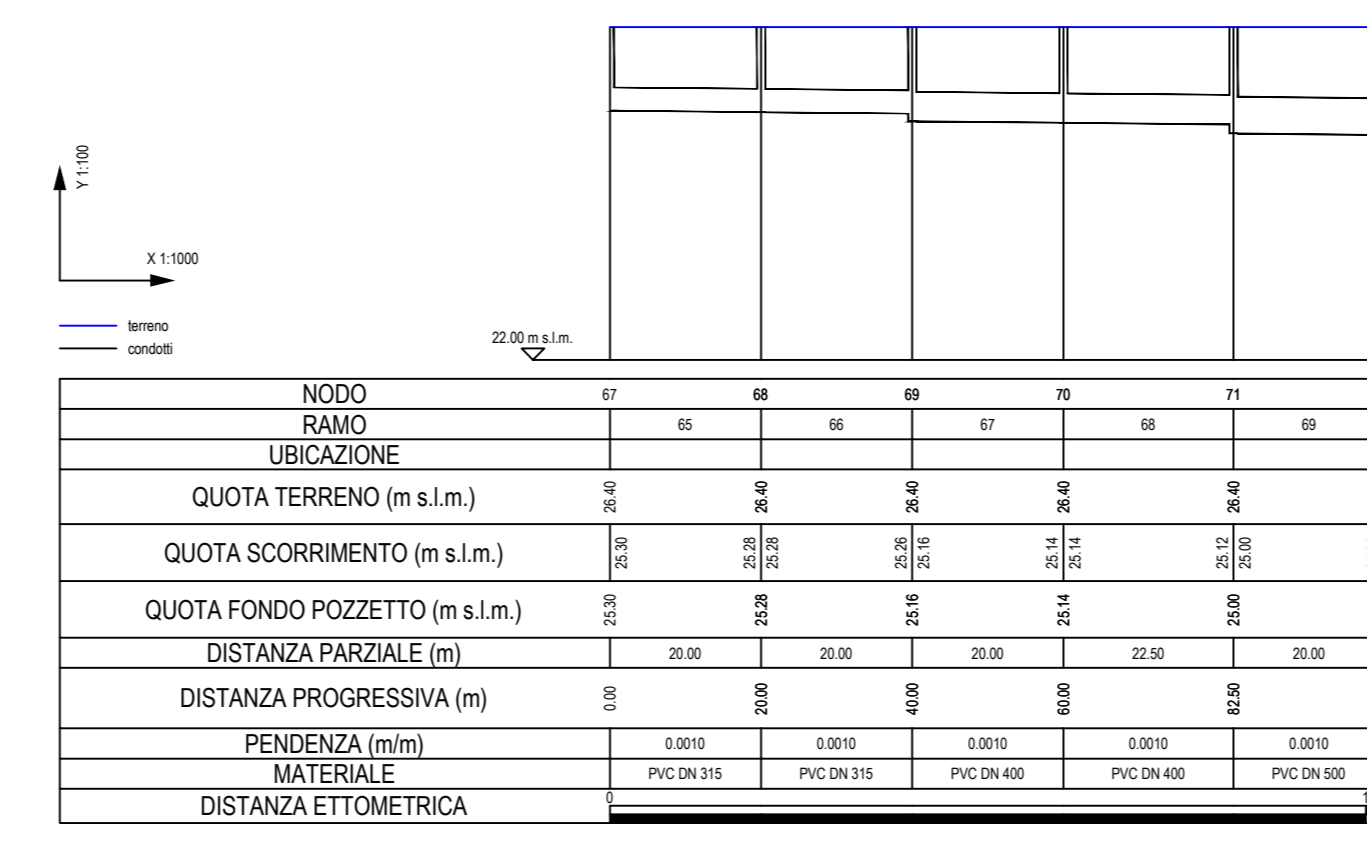 Y 1:100
X 1:1000
terreno
condotti
22.00 m s.l.m.
NODO 67 68 69 70 71
RAMO 65 66 67 68 69
UBICAZIONE
QUOTA TERRENO (m s.l.m.) 26.40 26.40 26.40 26.40 26.40
QUOTA SCORRIMENTO (m s.l.m.) 25.30 25.28 25.28 25.26 25.16 25.14 25.14 25.12 25.00
QUOTA FONDO POZZETTO (m s.l.m.) 25.30 25.28 25.16 25.14 25.00
DISTANZA PARZIALE (m) 20.00 20.00 20.00 22.50 20.00
DISTANZA PROGRESSIVA (m) 0.00 20.00 40.00 60.00 82.50
PENDENZA (m/m) 0.0010 0.0010 0.0010 0.0010 0.0010
MATERIALE PVC DN 315 PVC DN 315 PVC DN 400 PVC DN 400 PVC DN 500
DISTANZA ETTOMETRICA 0 1